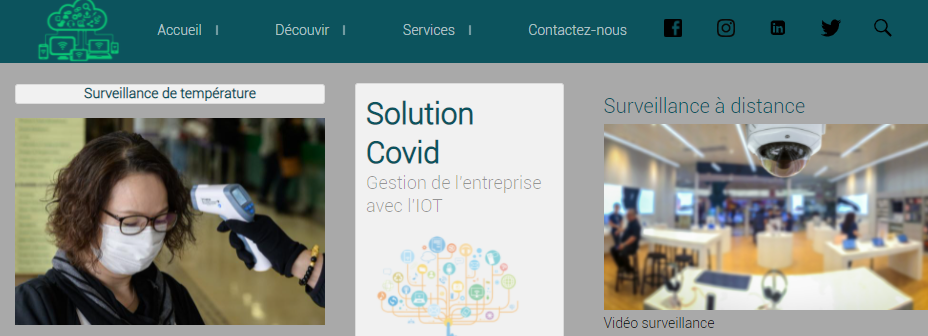 Accueil I
Découvrir I
Services I
Contactez-nous
Surveillance de température
Solution
Covid
Gestion de l'entreprise
avec l'IOT
Surveillance à distance
Vidéo surveillance